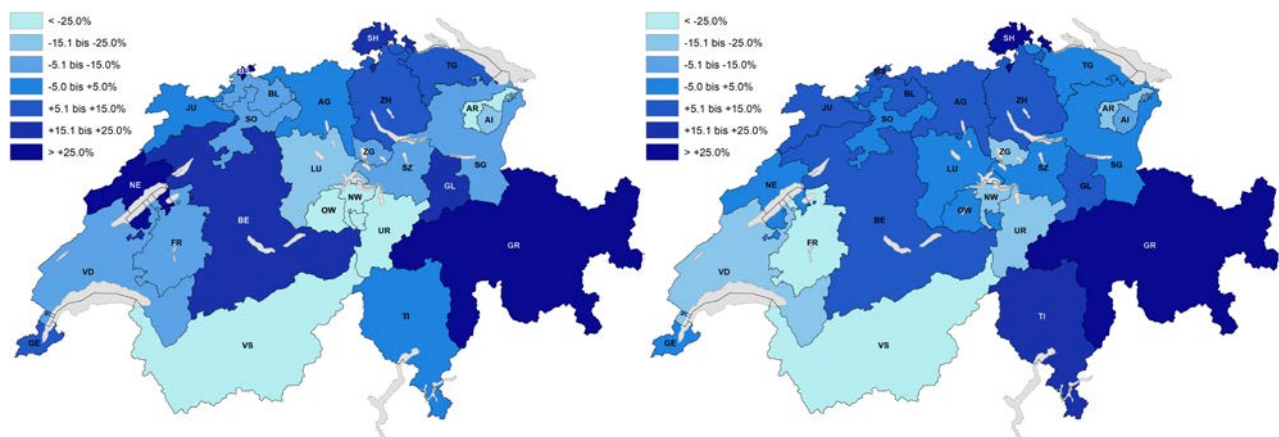 < -25.0%
-15.1 bis -25.0%
-5.1 bis -15.0%
-5.0 bis +5.0%
+5.1 bis +15.0%
+15.1 bis +25.0%
> +25.0%
SH
BS
BL
TG
JU
AG
ZH
SO
AR
AI
ZG
LU
SZ
SG
NE
NW
GL
OW
BE
UR
FR
GR
VD
TI
GE
VS
< -25.0%
-15.1 bis -25.0%
-5.1 bis -15.0%
-5.0 bis +5.0%
+5.1 bis +15.0%
+15.1 bis +25.0%
> +25.0%
SH
BS
BL
TG
JU
AG
ZH
SO
AR
AI
ZG
LU
SZ
SG
NE
NW
GL
OW
BE
UR
FR
GR
VD
TI
GE
VS